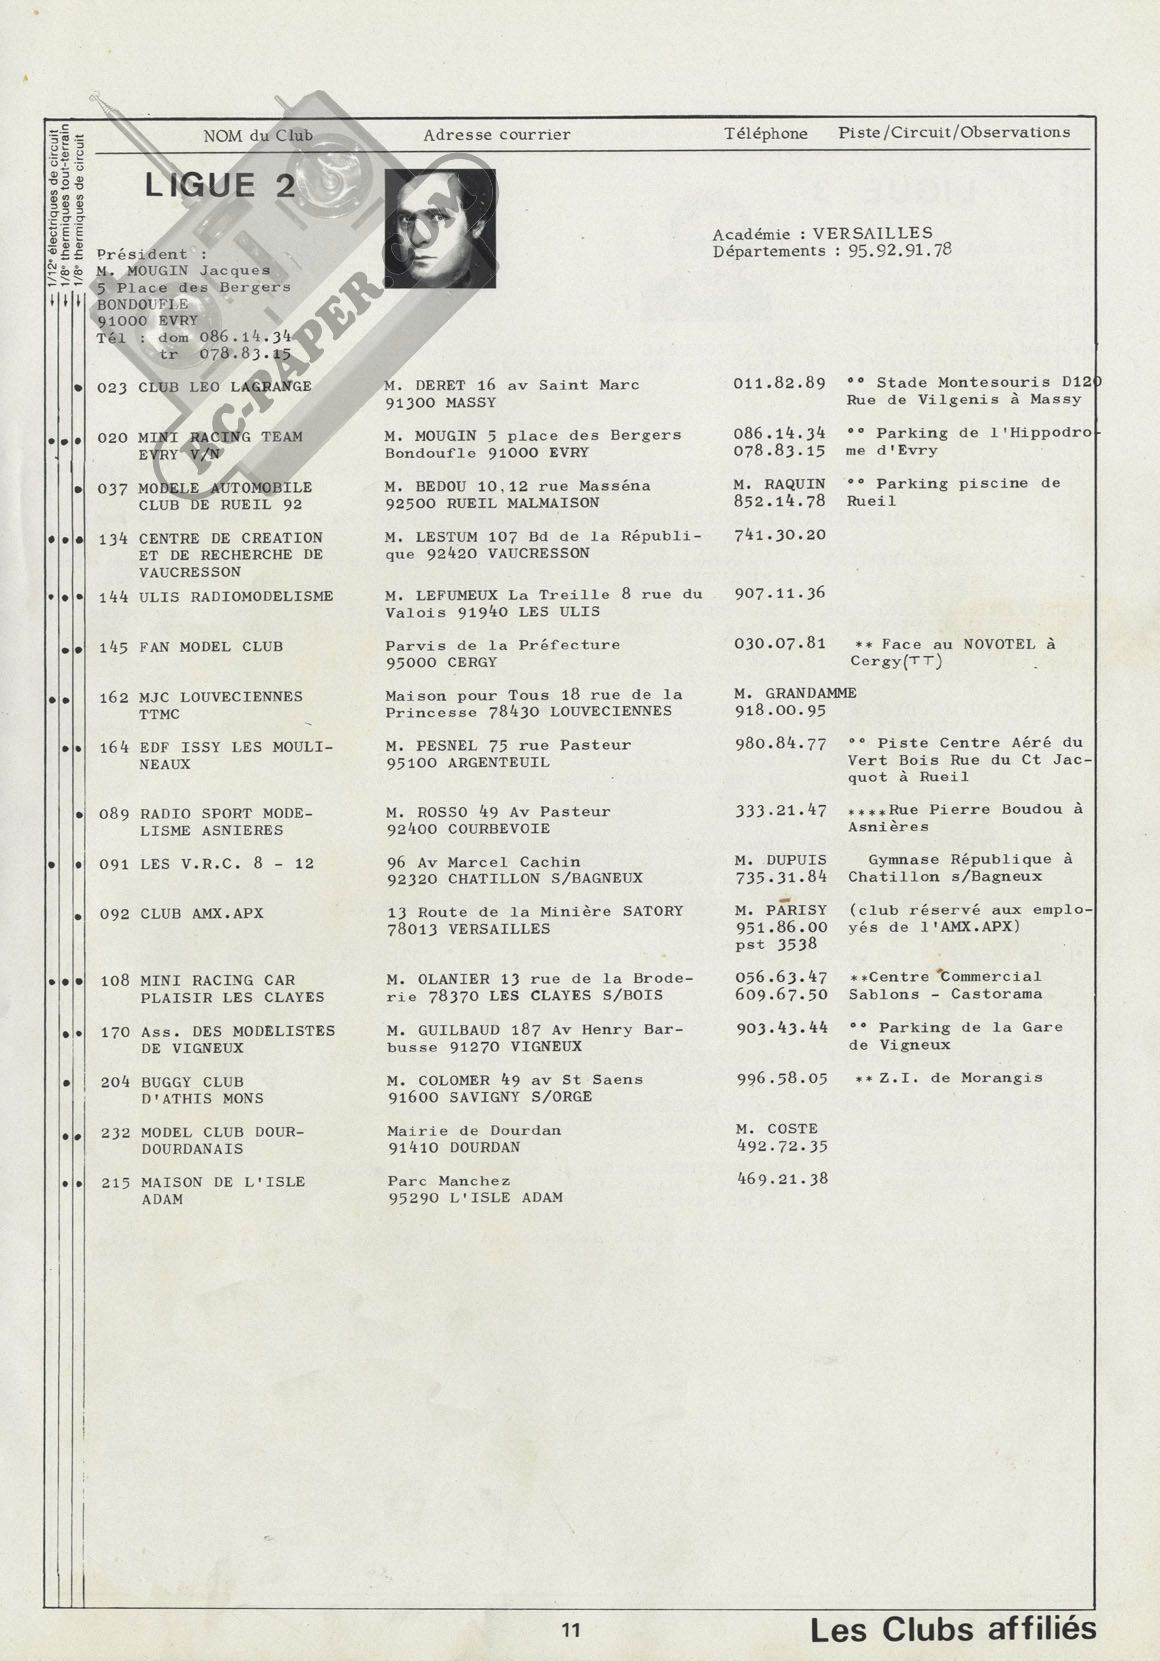 1/12e électriques de circuit
1/8e thermiques tout-terrain
1/8e thermiques de circuit
NOM du Club Adresse courrier Téléphone Piste/Circuit/Observations
LIGUE 2
Académie : VERSAILLES
Départements : 95.92.91.78
Président :
M. MOUGIN Jacques
5 Place des Bergers
BONDOUFLE
91000 EVRY
Tél : dom 086.14.34
tr 078.83.15
RC-PAPER.COM
023 CLUB LEO LAGRANGE M. DERET 16 av Saint Marc 011.82.89 °° Stade Montesouris D120
91300 MASSY Rue de Vilgenis à Massy
020 MINI RACING TEAM M. MOUGIN 5 place des Bergers 086.14.34 °° Parking de l'Hippodro-
EVRY V/N Bondoufle 91000 EVRY 078.83.15 me d'Evry
037 MODELE AUTOMOBILE M. BEDOU 10,12 rue Masséna M. RAQUIN °° Parking piscine de
CLUB DE RUEIL 92 92500 RUEIL MALMAISON 852.14.78 Rueil
134 CENTRE DE CREATION M. LESTUM 107 Bd de la Républi- 741.30.20
ET DE RECHERCHE DE que 92420 VAUCRESSON
VAUCRESSON
144 ULIS RADIOMODELISME M. LEFUMEUX La Treille 8 rue du 907.11.36
Valois 91940 LES ULIS
145 FAN MODEL CLUB Parvis de la Préfecture 030.07.81 ** Face au NOVOTEL à
95000 CERGY Cergy(TT)
162 MJC LOUVECIENNES Maison pour Tous 18 rue de la M. GRANDAMME
TTMC Princesse 78430 LOUVECIENNES 918.00.95
164 EDF ISSY LES MOULI- M. PESNEL 75 rue Pasteur 980.84.77 °° Piste Centre Aéré du
NEAUX 95100 ARGENTEUIL Vert Bois Rue du Ct Jac-
quot à Rueil
089 RADIO SPORT MODE- M. ROSSO 49 Av Pasteur 333.21.47 ****Rue Pierre Boudou à
LISME ASNIERES 92400 COURBEVOIE Asnières
091 LES V.R.C. 8 - 12 96 Av Marcel Cachin M. DUPUIS Gymnase République à
92320 CHATILLON S/BAGNEUX 735.31.84 Chatillon s/Bagneux
092 CLUB AMX.APX 13 Route de la Minière SATORY M. PARISY (club réservé aux emplo-
78013 VERSAILLES 951.86.00 yés de l'AMX.APX)
pst 3538
108 MINI RACING CAR M. OLANIER 13 rue de la Brode- 056.63.47 **Centre Commercial
PLAISIR LES CLAYES rie 78370 LES CLAYES S/BOIS 609.67.50 Sablons - Castorama
170 Ass. DES MODELISTES M. GUILBAUD 187 Av Henry Bar- 903.43.44 °° Parking de la Gare
DE VIGNEUX busse 91270 VIGNEUX de Vigneux
204 BUGGY CLUB M. COLOMER 49 av St Saens 996.58.05 ** Z.I. de Morangis
D'ATHIS MONS 91600 SAVIGNY S/ORGE
232 MODEL CLUB DOUR- Mairie de Dourdan M. COSTE
DOURDANAIS 91410 DOURDAN 492.72.35
215 MAISON DE L'ISLE Parc Manchez 469.21.38
ADAM 95290 L'ISLE ADAM
11 Les Clubs affiliés